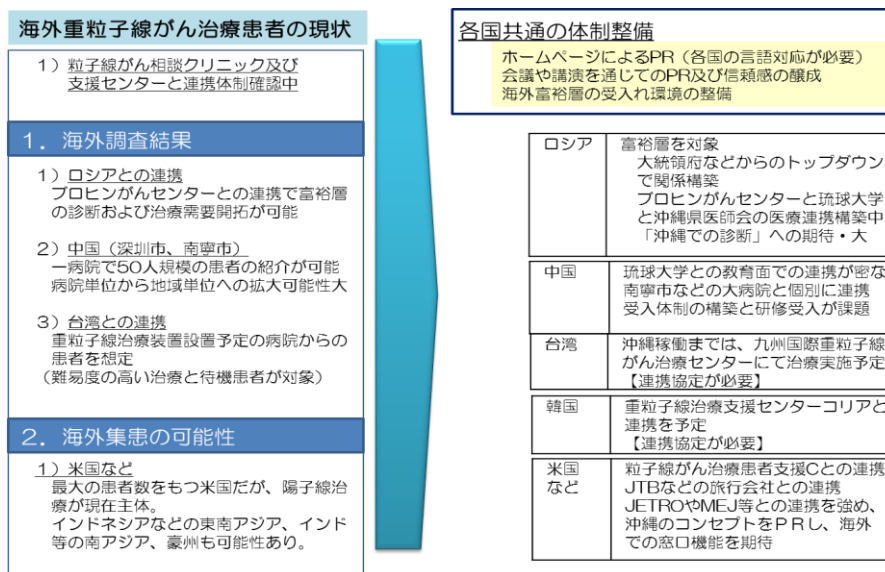 海外重粒子線がん治療患者の現状
1）粒子線がん相談クリニック及び
支援センターと連携体制確認中
1．海外調査結果
1）ロシアとの連携
ブロヒンがんセンターとの連携で富裕層
の診断および治療需要開拓が可能
2）中国（深圳市、南寧市）
一病院で50人規模の患者の紹介が可能
病院単位から地域単位への拡大可能性大
3）台湾との連携
重粒子線治療装置設置予定の病院からの
患者を想定
（難易度の高い治療と待機患者が対象）
2．海外集患の可能性
1）米国など
最大の患者数をもつ米国だが、陽子線治
療が現在主体。
インドネシアなどの東南アジア、インド
等の南アジア、豪州も可能性あり。
各国共通の体制整備
ホームページによるPR（各国の言語対応が必要）
会議や講演を通じてのPR及び信頼感の醸成
海外富裕層の受入れ環境の整備
ロシア
富裕層を対象
大統領府などからのトップダウン
で関係構築
ブロヒンがんセンターと琉球大学
と沖縄県医師会の医療連携構築中
「沖縄での診断」への期待・大
中国
琉球大学との教育面での連携が密な
南寧市などの大病院と個別に連携
受入体制の構築と研修受入が課題
台湾
沖縄稼働までは、九州国際重粒子線
がん治療センターにて治療実施予定
【連携協定が必要】
韓国
重粒子線治療支援センターコリアと
連携を予定
【連携協定が必要】
米国
など
粒子線がん治療患者支援Cとの連携
JTBなどの旅行会社との連携
JETROやMEJ等との連携を強め、
沖縄のコンセプトをPRし、海外
での窓口機能を期待